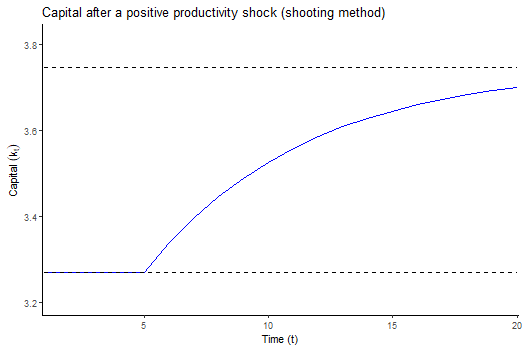 Capital after a positive productivity shock (shooting method)
3.8
3.6
3.4
3.2
Capital (kₜ)
5
10
15
20
Time (t)